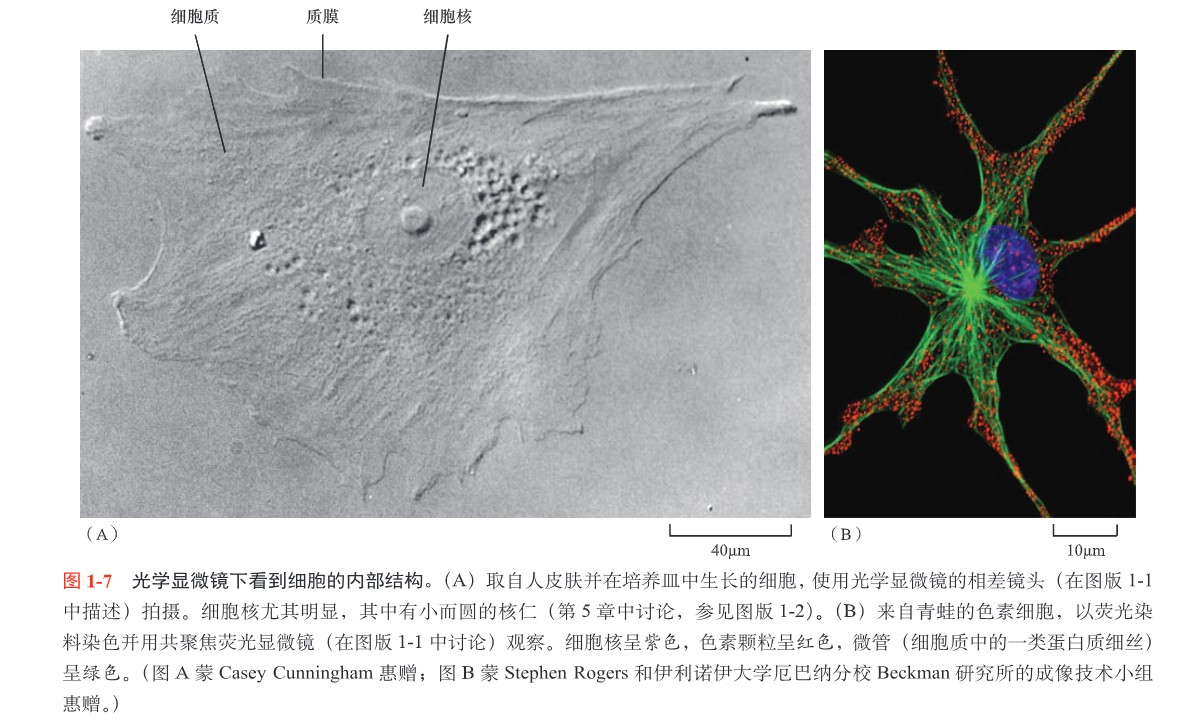 细胞质 质膜 细胞核
(A) (B)
40μm 10μm
图 1-7 光学显微镜下看到细胞的内部结构。（A）取自人皮肤并在培养皿中生长的细胞，使用光学显微镜的相差镜头（在图版 1-1
中描述）拍摄。细胞核尤其明显，其中有小而圆的核仁（第 5 章中讨论，参见图版 1-2）。（B）来自青蛙的色素细胞，以荧光染
料染色并用共聚焦荧光显微镜（在图版 1-1 中讨论）观察。细胞核呈紫色，色素颗粒呈红色，微管（细胞质中的一类蛋白质细丝）
呈绿色。（图 A 蒙 Casey Cunningham 惠赠；图 B 蒙 Stephen Rogers 和伊利诺伊大学厄巴纳分校 Beckman 研究所的成像技术小组
惠赠。）